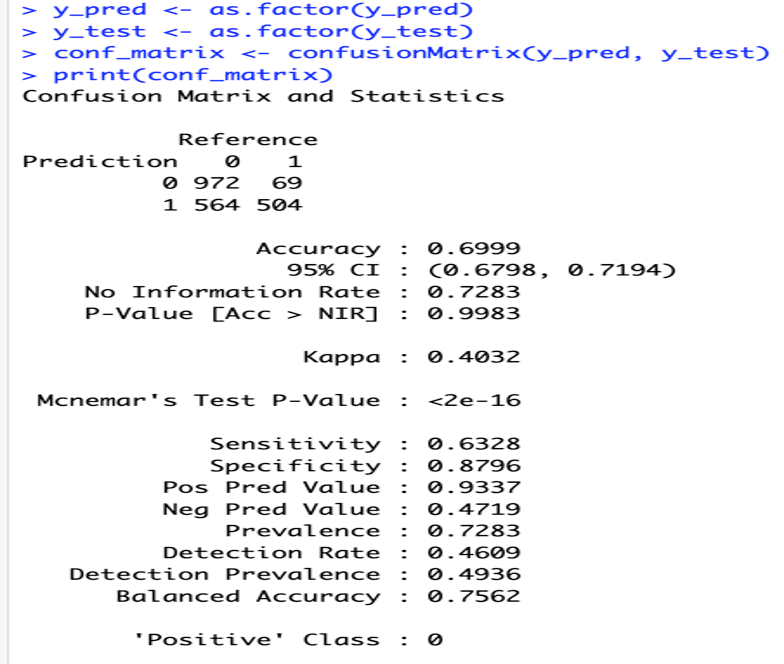 > y_pred <- as.factor(y_pred)
> y_test <- as.factor(y_test)
> conf_matrix <- confusionMatrix(y_pred, y_test)
> print(conf_matrix)
Confusion Matrix and Statistics

          Reference
Prediction   0   1
         0 972  69
         1 564 504

               Accuracy : 0.6999
                 95% CI : (0.6798, 0.7194)
    No Information Rate : 0.7283
    P-Value [Acc > NIR] : 0.9983

                  Kappa : 0.4032

 Mcnemar's Test P-Value : <2e-16

            Sensitivity : 0.6328
            Specificity : 0.8796
         Pos Pred Value : 0.9337
         Neg Pred Value : 0.4719
             Prevalence : 0.7283
         Detection Rate : 0.4609
   Detection Prevalence : 0.4936
      Balanced Accuracy : 0.7562

       'Positive' Class : 0